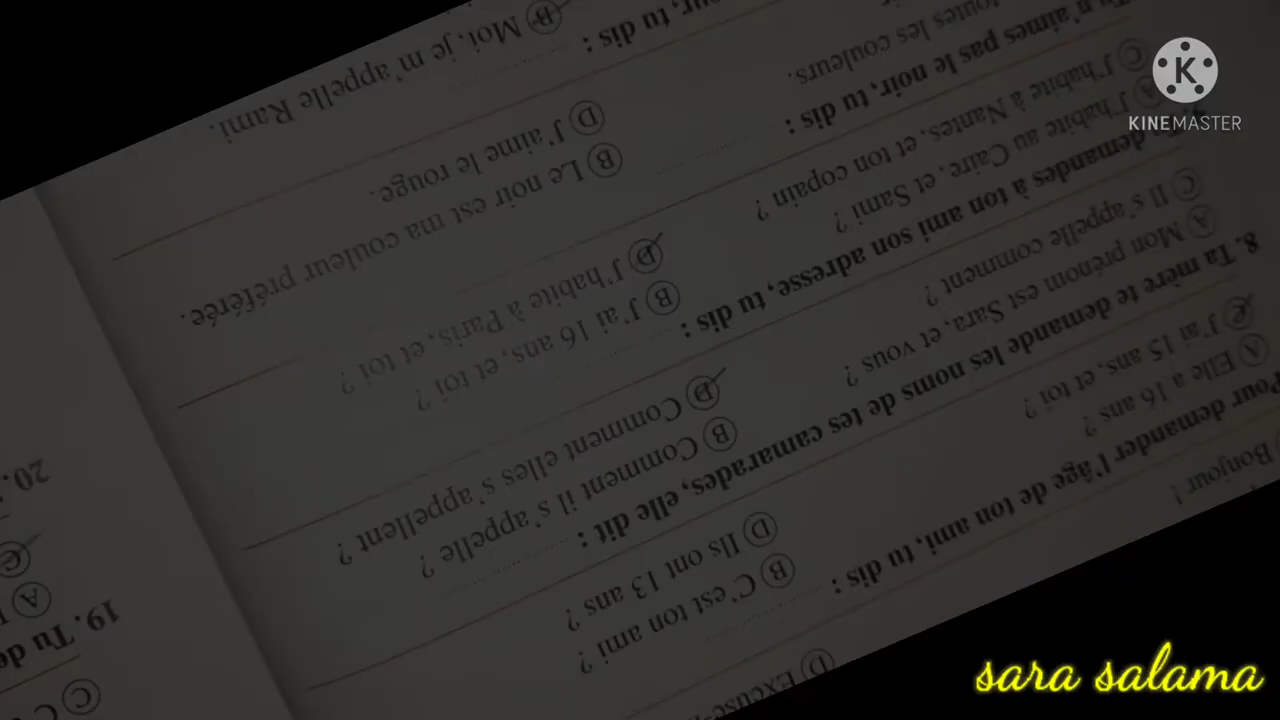 Bonjour !
D Excuse
Pour demander l'âge de ton ami, tu dis : ............
A Elle a 16 ans ?
B C'est ton ami ?
C J'ai 15 ans, et toi ?
D Ils ont 13 ans ?
8. Ta mère te demande les noms de tes camarades, elle dit : ............
A Mon prénom est Sara, et vous ?
B Comment il s'appelle ?
C Il s'appelle comment ?
D Comment elles s'appellent ?
demandes à ton ami son adresse, tu dis : ............
A J'habite au Caire, et Sami ?
B J'ai 16 ans, et toi ?
C J'habite à Nantes, et ton copain ?
D J'habite à Paris, et toi ?
Tu n'aimes pas le noir, tu dis : ............
B Le noir est ma couleur préférée.
toutes les couleurs.
D J'aime le rouge.
tu dis : ............
B Moi, je m'appelle Rami.
19. Tu de
A
C
20.
KINEMASTER
sara salama